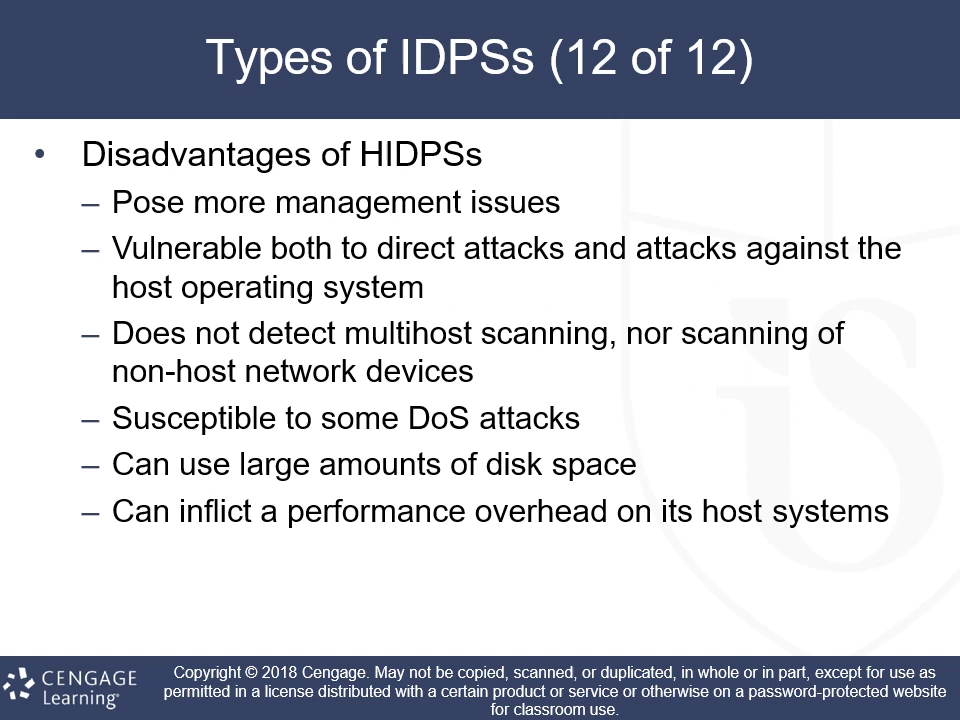 Types of IDPSs (12 of 12)
• Disadvantages of HIDPSs
– Pose more management issues
– Vulnerable both to direct attacks and attacks against the
host operating system
– Does not detect multihost scanning, nor scanning of
non-host network devices
– Susceptible to some DoS attacks
– Can use large amounts of disk space
– Can inflict a performance overhead on its host systems
iS
CENGAGE
Learning®
Copyright © 2018 Cengage. May not be copied, scanned, or duplicated, in whole or in part, except for use as
permitted in a license distributed with a certain product or service or otherwise on a password-protected website
for classroom use.